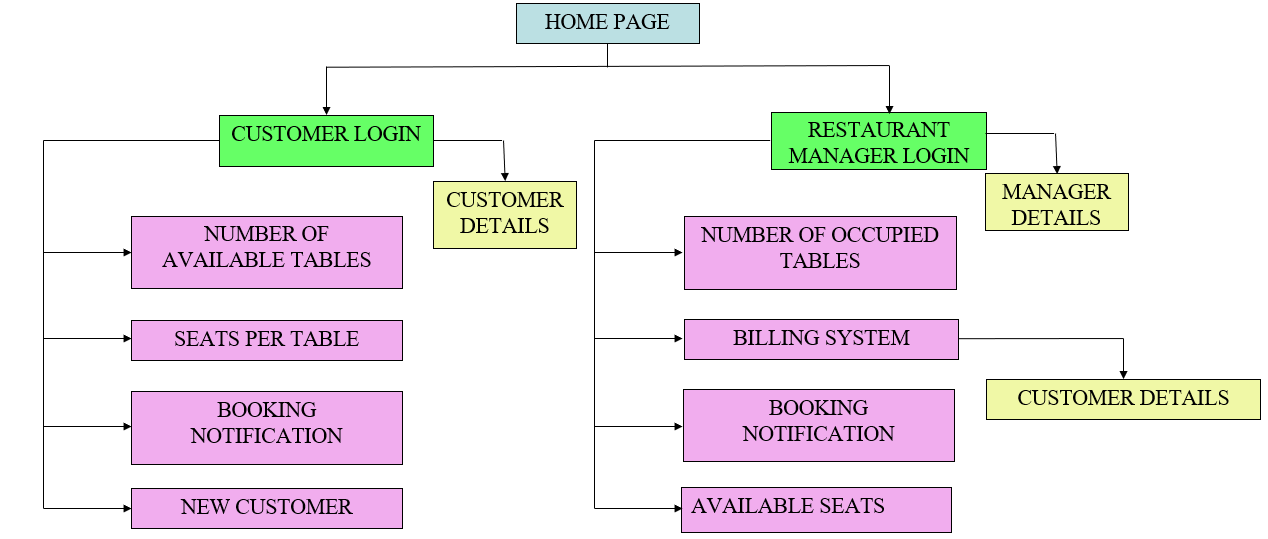 HOME PAGE
CUSTOMER LOGIN
RESTAURANT
MANAGER LOGIN
CUSTOMER
DETAILS
MANAGER
DETAILS
NUMBER OF
AVAILABLE TABLES
NUMBER OF OCCUPIED
TABLES
SEATS PER TABLE
BILLING SYSTEM
BOOKING
NOTIFICATION
BOOKING
NOTIFICATION
CUSTOMER DETAILS
NEW CUSTOMER
AVAILABLE SEATS